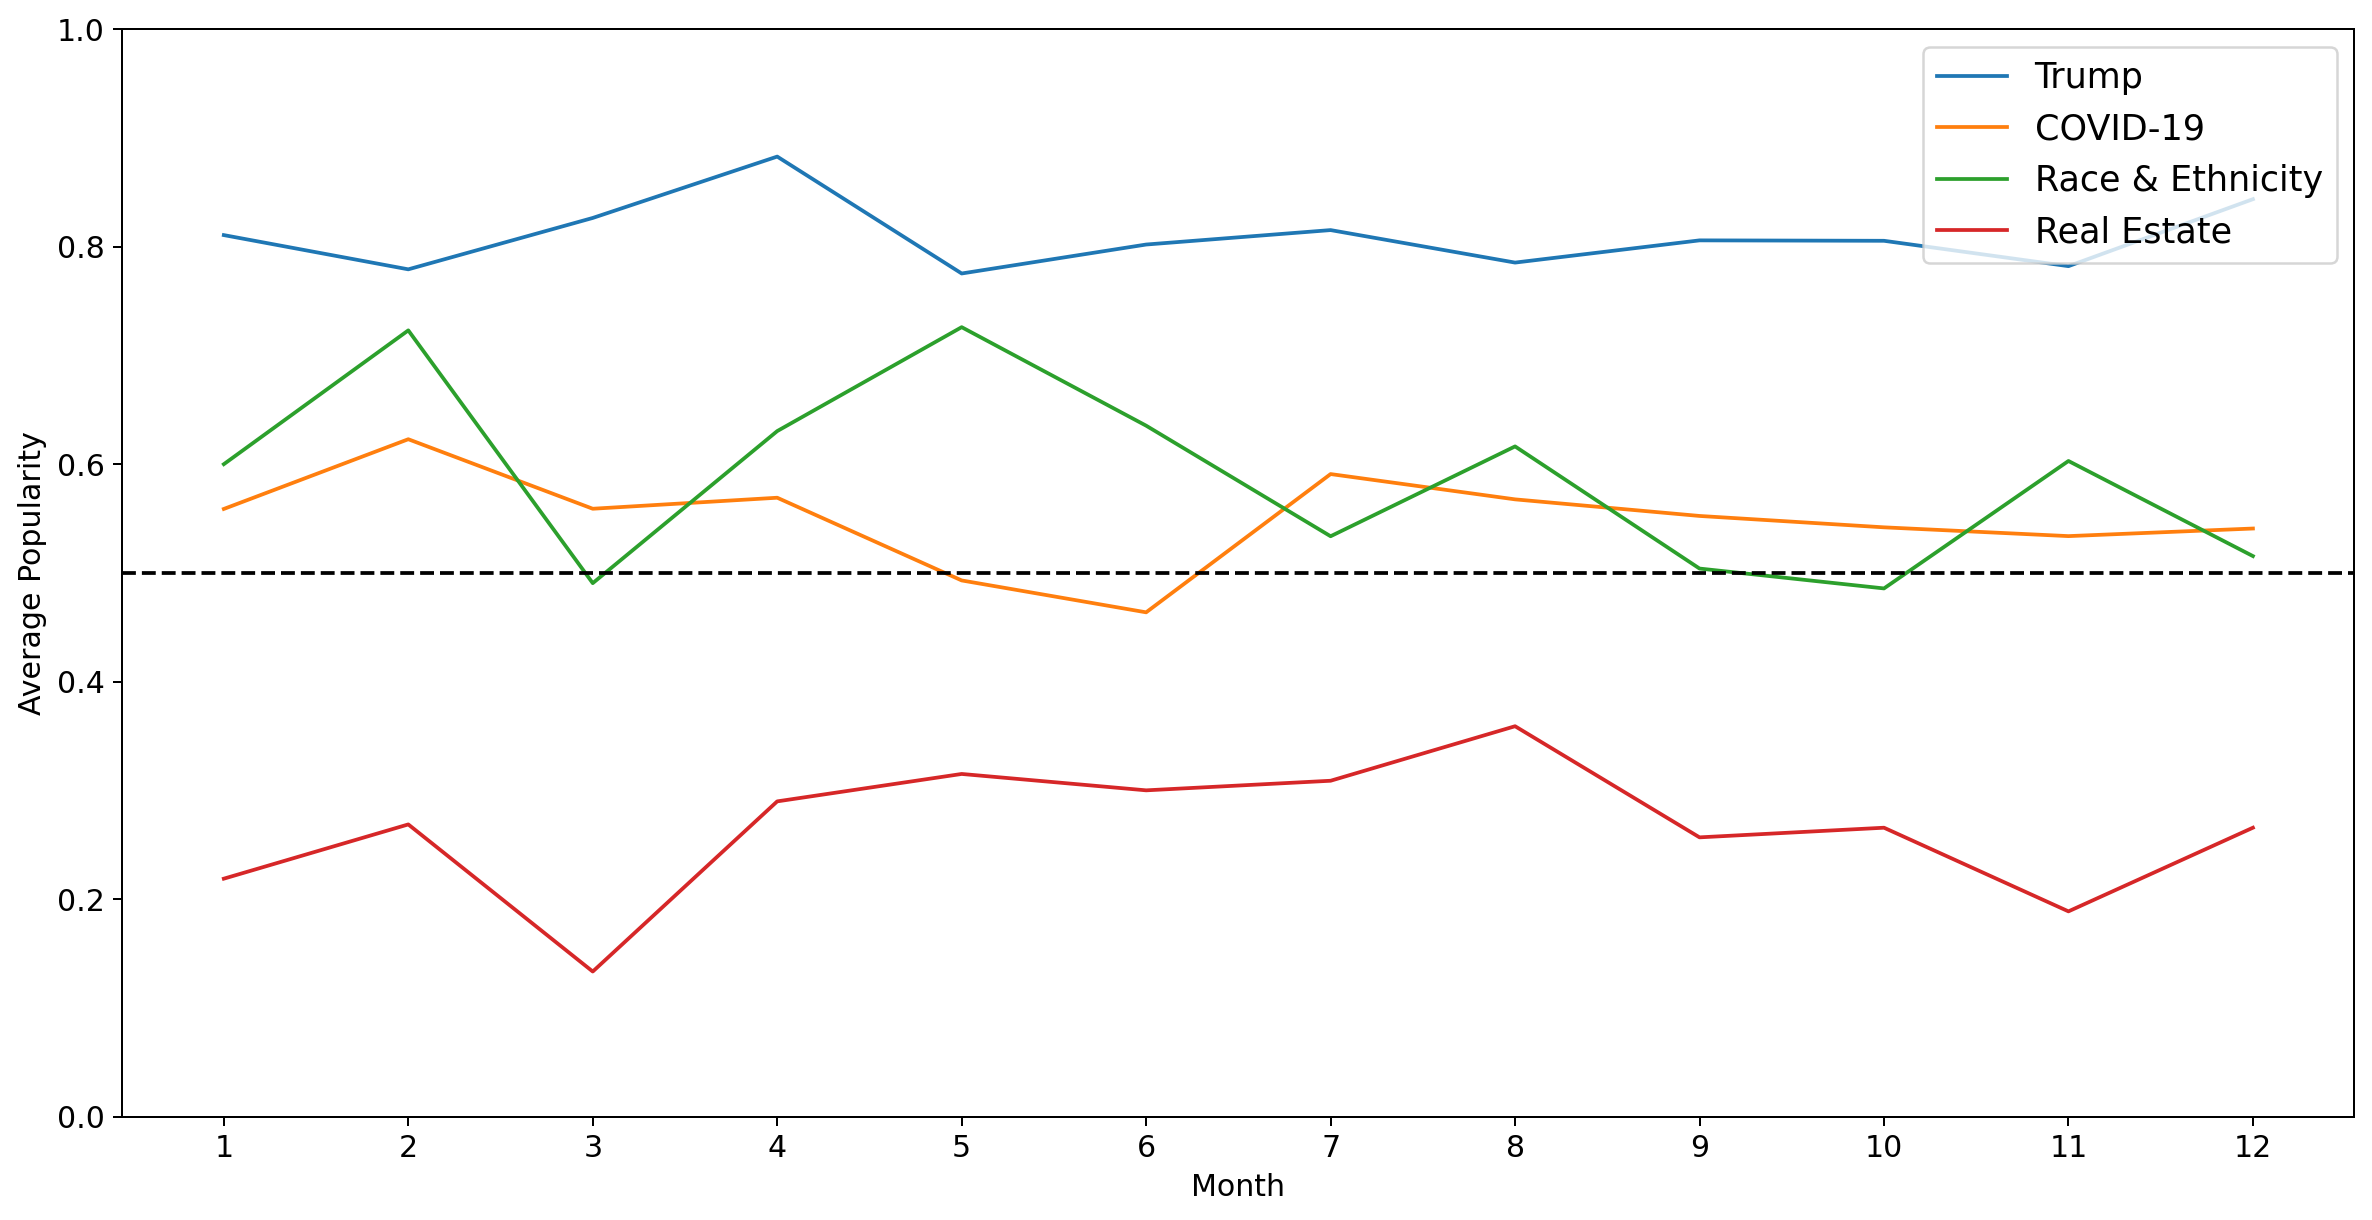 1.0
0.8
0.6
0.4
0.2
0.0
Average Popularity
Trump
COVID-19
Race & Ethnicity
Real Estate
1 2 3 4 5 6 7 8 9 10 11 12
Month